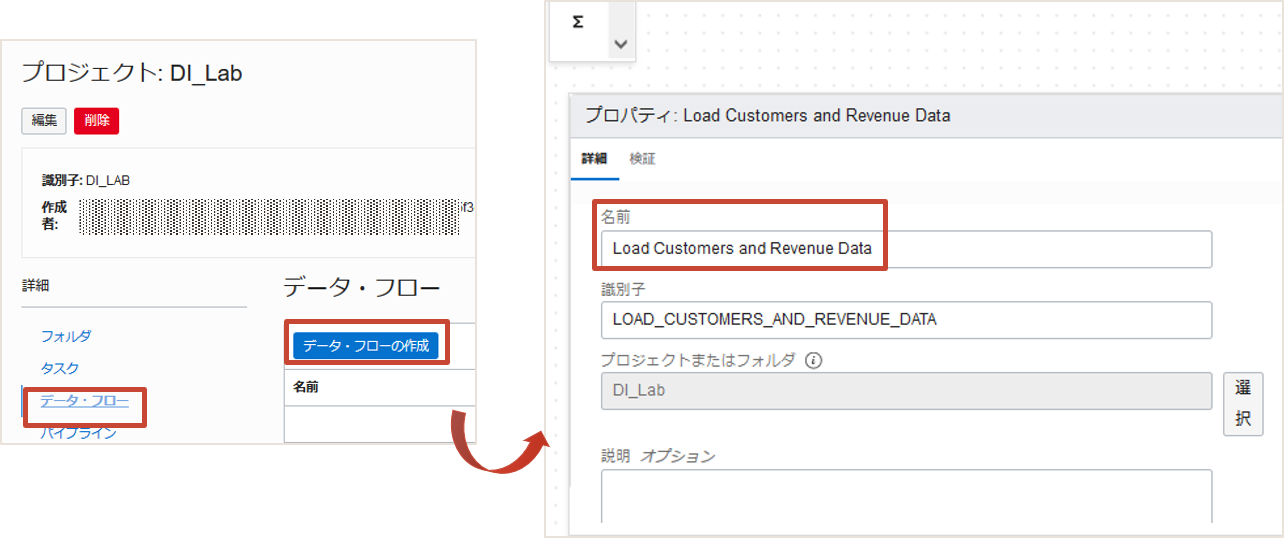 プロジェクト: DI_Lab
編集 削除
識別子: DI_LAB
作成
者:
詳細
フォルダ
タスク
データ・フロー
パイプライン
データ・フロー
データ・フローの作成
名前
Σ
プロパティ: Load Customers and Revenue Data
詳細 検証
名前
Load Customers and Revenue Data
識別子
LOAD_CUSTOMERS_AND_REVENUE_DATA
プロジェクトまたはフォルダ
DI_Lab
選
択
説明 オプション